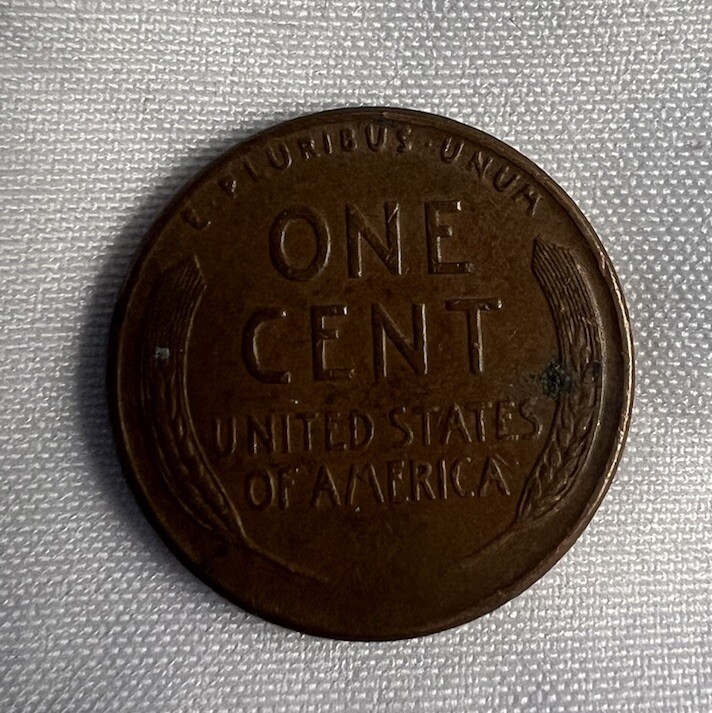 E · PLURIBUS · UNUM
ONE
CENT
UNITED STATES
OF AMERICA